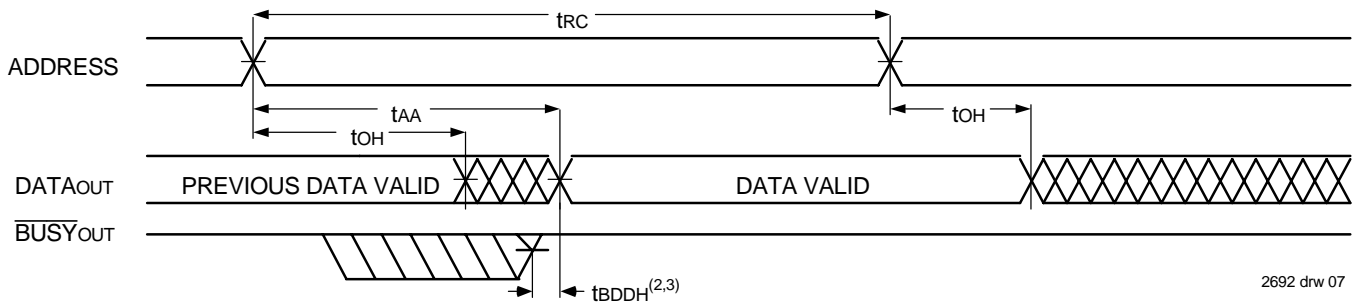 tRC
ADDRESS
tAA
tOH
tOH
DATAOUT
PREVIOUS DATA VALID
DATA VALID
BUSYOUT
tBDDH(2,3)
2692 drw 07